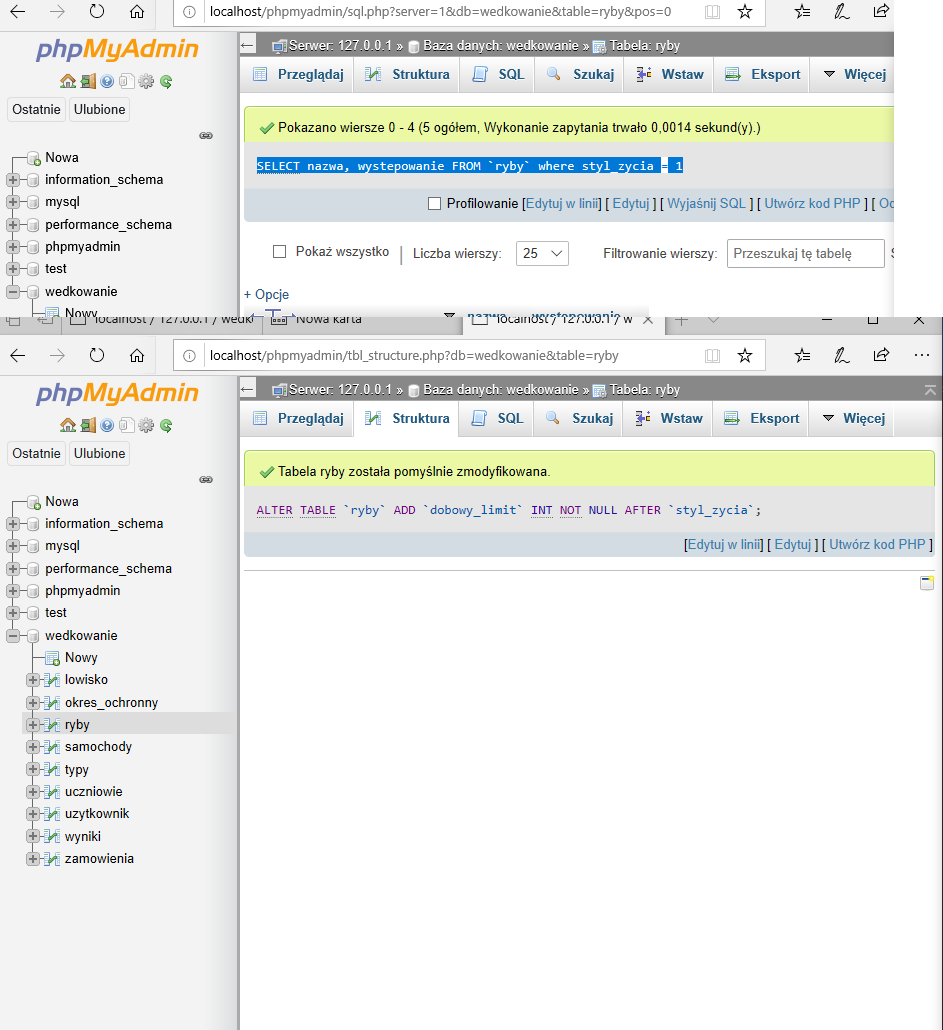 localhost/phpmyadmin/sql.php?server=1&db=wedkowanie&table=ryby&pos=0
phpMyAdmin
Ostatnie Ulubione
Nowa
information_schema
mysql
performance_schema
phpmyadmin
test
wedkowanie
Nowy
Serwer: 127.0.0.1 » Baza danych: wedkowanie » Tabela: ryby
Przeglądaj Struktura SQL Szukaj Wstaw Eksport Więcej
Pokazano wiersze 0 - 4 (5 ogółem, Wykonanie zapytania trwało 0,0014 sekund(y).)
SELECT nazwa, wystepowanie FROM `ryby` where styl_zycia = 1
Profilowanie [Edytuj w linii] [ Edytuj ] [ Wyjaśnij SQL ] [ Utwórz kod PHP ] [ Oc
Pokaż wszystko Liczba wierszy: 25 Filtrowanie wierszy: Przeszukaj tę tabelę
+ Opcje
nazwa wystepowanie
localhost / 127.0.0.1 / wedk Nowa karta localhost / 127.0.0.1 / w
localhost/phpmyadmin/tbl_structure.php?db=wedkowanie&table=ryby
phpMyAdmin
Ostatnie Ulubione
Nowa
information_schema
mysql
performance_schema
phpmyadmin
test
wedkowanie
Nowy
lowisko
okres_ochronny
ryby
samochody
typy
uczniowie
uzytkownik
wyniki
zamowienia
Serwer: 127.0.0.1 » Baza danych: wedkowanie » Tabela: ryby
Przeglądaj Struktura SQL Szukaj Wstaw Eksport Więcej
Tabela ryby została pomyślnie zmodyfikowana.
ALTER TABLE `ryby` ADD `dobowy_limit` INT NOT NULL AFTER `styl_zycia`;
[Edytuj w linii] [ Edytuj ] [ Utwórz kod PHP ]